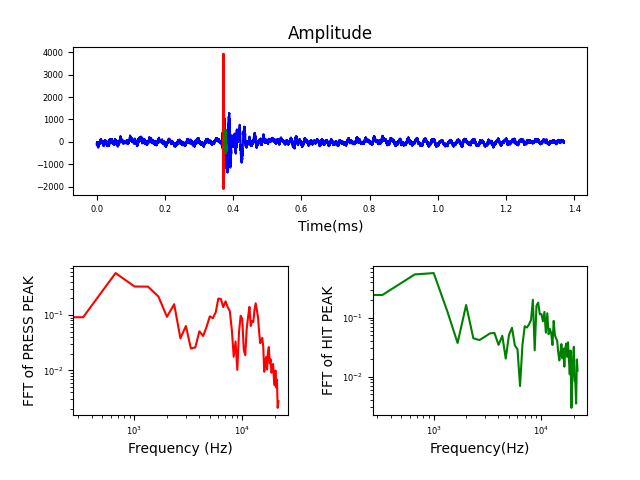 Amplitude
4000
3000
2000
1000
0
−1000
−2000
0.0 0.2 0.4 0.6 0.8 1.0 1.2 1.4
Time(ms)
FFT of PRESS PEAK
10⁻¹
10⁻²
10³ 10⁴
Frequency (Hz)
FFT of HIT PEAK
10⁻¹
10⁻²
10³ 10⁴
Frequency(Hz)